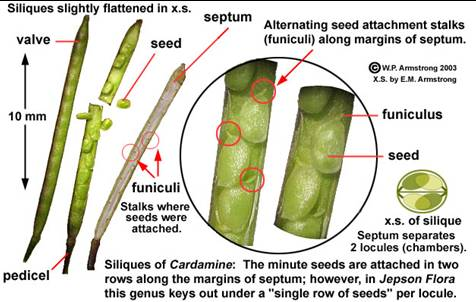 Siliques slightly flattened in x.s.
valve
seed
septum
10 mm
funiculi
Stalks where
seeds were
attached.
pedicel
Alternating seed attachment stalks
(funiculi) along margins of septum.
©W.P. Armstrong 2003
X.S. by E.M. Armstrong
funiculus
seed
x.s. of silique
Septum separates
2 locules (chambers).
Siliques of Cardamine: The minute seeds are attached in two
rows along the margins of septum; however, in Jepson Flora
this genus keys out under a "single row of seeds" per locule.